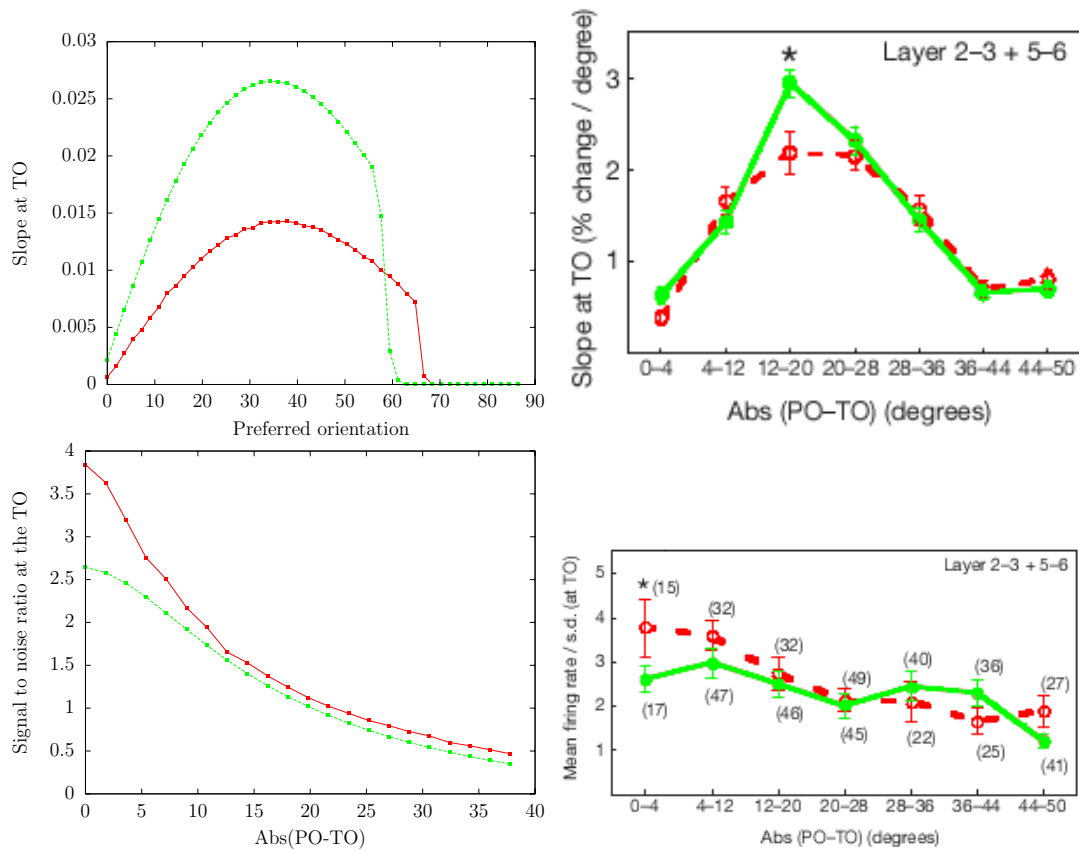 0.03
0.025
0.02
0.015
0.01
0.005
0
Slope at TO
0 10 20 30 40 50 60 70 80 90
Preferred orientation
Layer 2–3 + 5–6
*
3
2
1
Slope at TO (% change / degree)
0–4 4–12 12–20 20–28 28–36 36–44 44–50
Abs (PO–TO) (degrees)
4
3.5
3
2.5
2
1.5
1
0.5
0
Signal to noise ratio at the TO
0 5 10 15 20 25 30 35 40
Abs(PO-TO)
Layer 2–3 + 5–6
5
4
3
2
1
Mean firing rate / s.d. (at TO)
* (15)
(32)
(32)
(49) (40) (36)
(27)
(17) (47) (46) (45) (22) (25) (41)
0–4 4–12 12–20 20–28 28–36 36–44 44–50
Abs (PO–TO) (degrees)